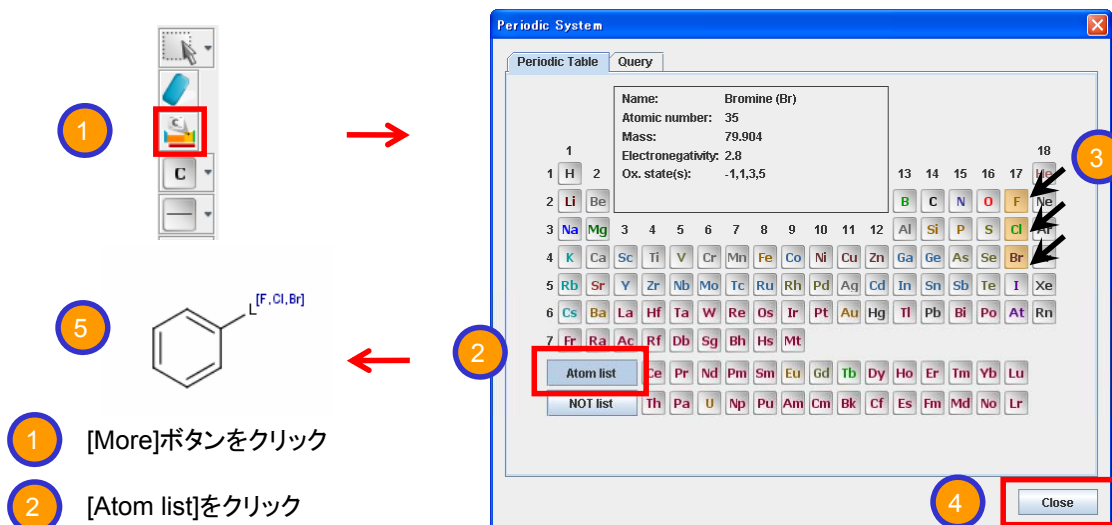 Periodic System
Periodic Table Query
Name: Bromine (Br)
Atomic number: 35
Mass: 79.904
Electronegativity: 2.8
Ox. state(s): -1,1,3,5
1 18
1 H 2 13 14 15 16 17 He
2 Li Be B C N O F Ne
3 Na Mg 3 4 5 6 7 8 9 10 11 12 Al Si P S Cl Ar
4 K Ca Sc Ti V Cr Mn Fe Co Ni Cu Zn Ga Ge As Se Br
5 Rb Sr Y Zr Nb Mo Tc Ru Rh Pd Ag Cd In Sn Sb Te I Xe
6 Cs Ba La Hf Ta W Re Os Ir Pt Au Hg Tl Pb Bi Po At Rn
7 Fr Ra Ac Rf Db Sg Bh Hs Mt
Atom list Ce Pr Nd Pm Sm Eu Gd Tb Dy Ho Er Tm Yb Lu
NOT list Th Pa U Np Pu Am Cm Bk Cf Es Fm Md No Lr
Close
1
C
C
2
3
4
5
L [F,Cl,Br]
1 [More]ボタンをクリック
2 [Atom list]をクリック